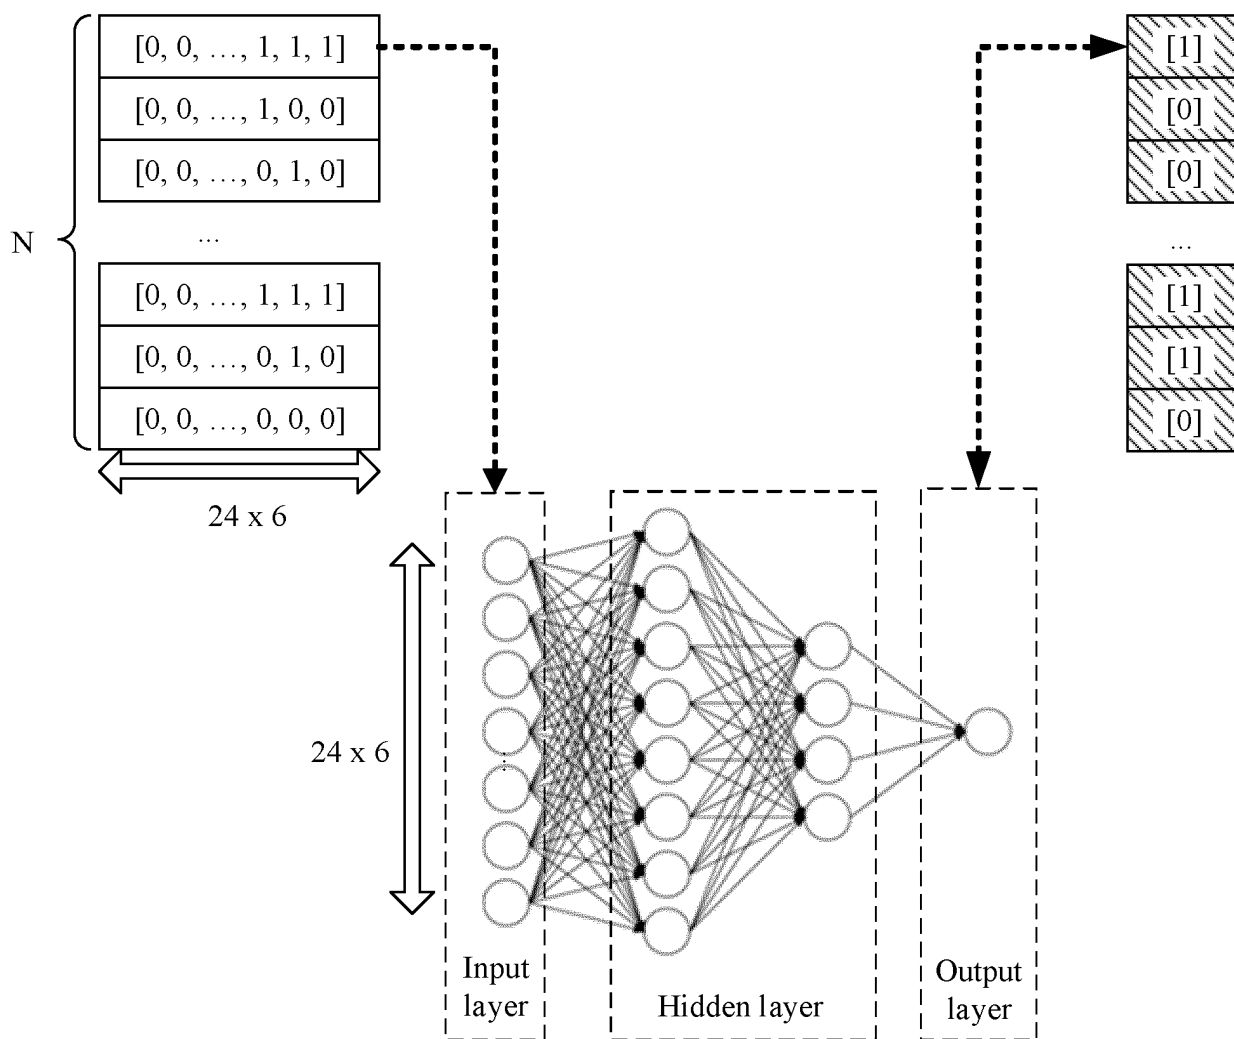 [0, 0, …, 1, 1, 1]
[0, 0, …, 1, 0, 0]
[0, 0, …, 0, 1, 0]
…
N
[0, 0, …, 1, 1, 1]
[0, 0, …, 0, 1, 0]
[0, 0, …, 0, 0, 0]
24 x 6
[1]
[0]
[0]
…
[1]
[1]
[0]
24 x 6
…
Input
layer
Hidden layer
Output
layer